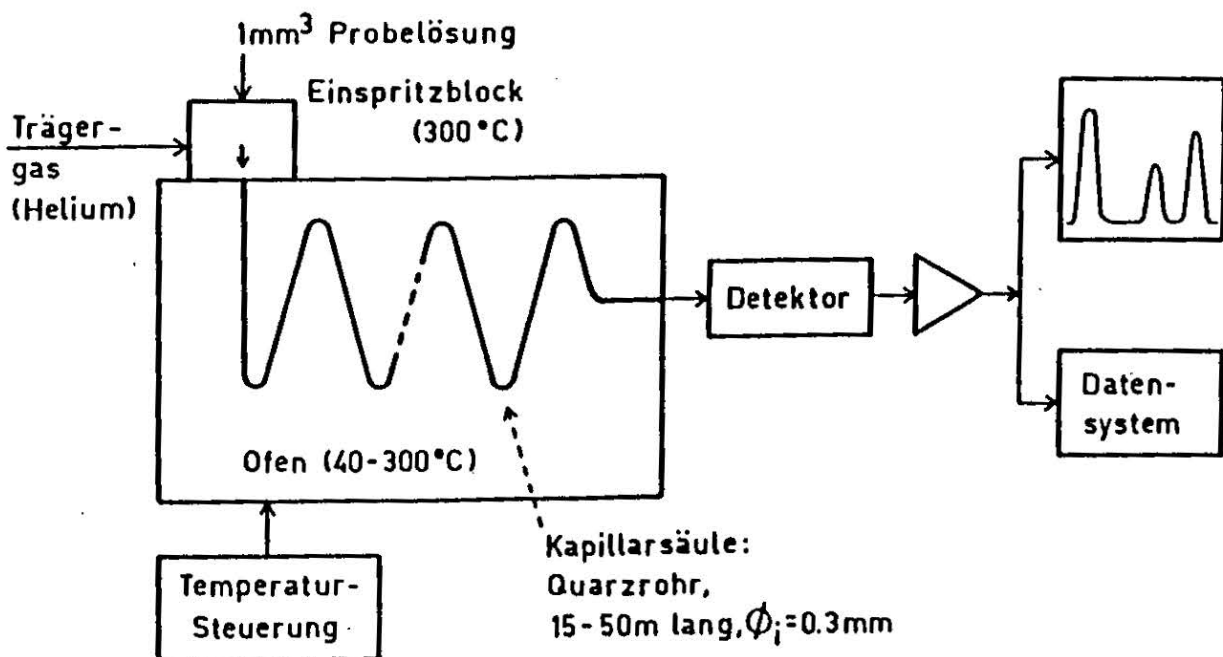 1mm³ Probelösung
Einspritzblock
(300°C)
Träger-
gas
(Helium)
Detektor
Daten-
system
Ofen (40-300°C)
Temperatur-
Steuerung
Kapillarsäule:
Quarzrohr,
15-50m lang, Φi=0.3mm